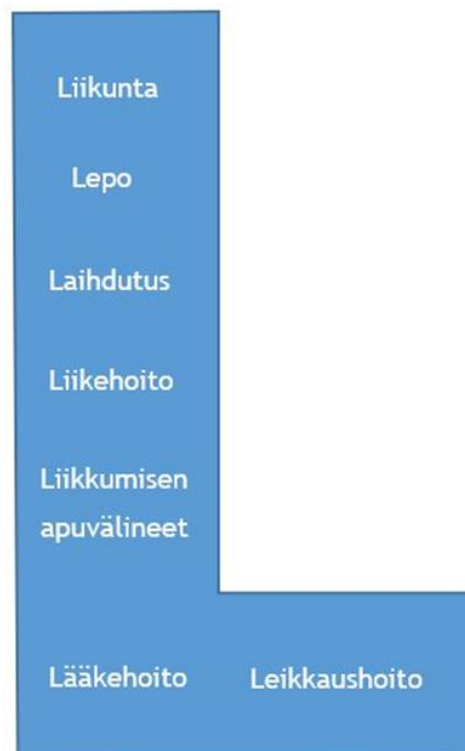 Liikunta
Lepo
Laihdutus
Liikehoito
Liikkumisen
apuvälineet
Lääkehoito Leikkaushoito